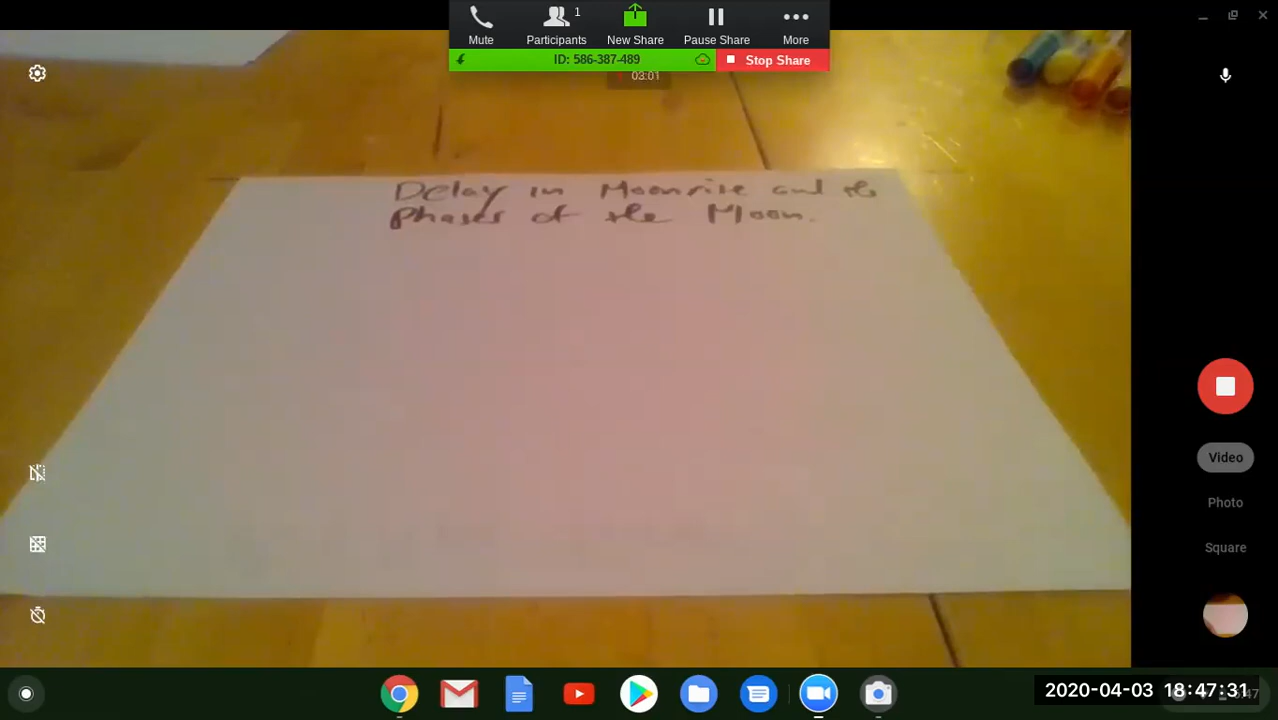 Mute
Participants
1
New Share
Pause Share
More
ID: 586-387-489
Stop Share
03:01
Delay in Moonrise and the
phases of the Moon.
Video
Photo
Square
2020-04-03 18:47:31